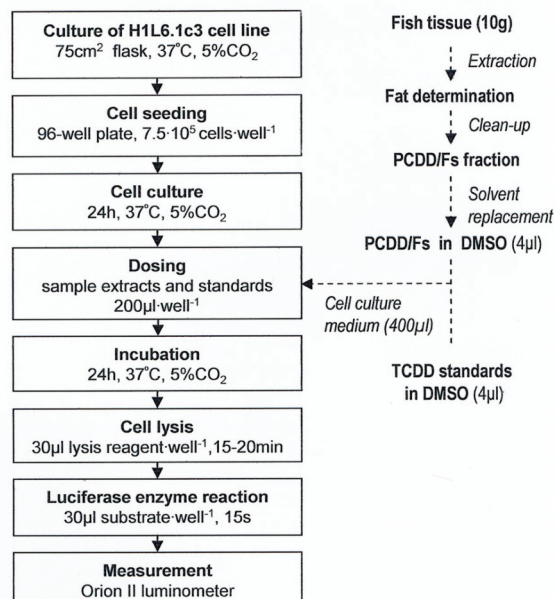 Culture of H1L6.1c3 cell line
75cm² flask, 37°C, 5%CO₂
Cell seeding
96-well plate, 7.5·10⁵ cells·well⁻¹
Cell culture
24h, 37°C, 5%CO₂
Dosing
sample extracts and standards
200µl·well⁻¹
Incubation
24h, 37°C, 5%CO₂
Cell lysis
30µl lysis reagent·well⁻¹,15-20min
Luciferase enzyme reaction
30µl substrate·well⁻¹, 15s
Measurement
Orion II luminometer
Fish tissue (10g)
Extraction
Fat determination
Clean-up
PCDD/Fs fraction
Solvent
replacement
PCDD/Fs in DMSO (4µl)
Cell culture
medium (400µl)
TCDD standards
in DMSO (4µl)